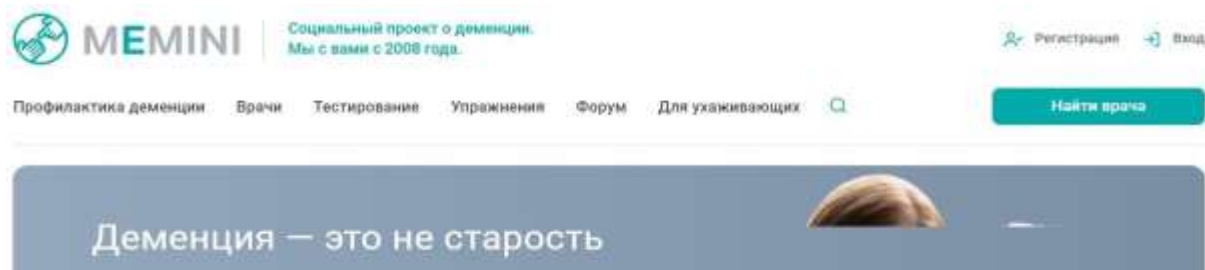 MEMINI
Социальный проект о деменции.
Мы с вами с 2008 года.
Регистрация
Вход
Профилактика деменции Врачи Тестирование Упражнения Форум Для ухаживающих
Найти врача
Деменция — это не старость